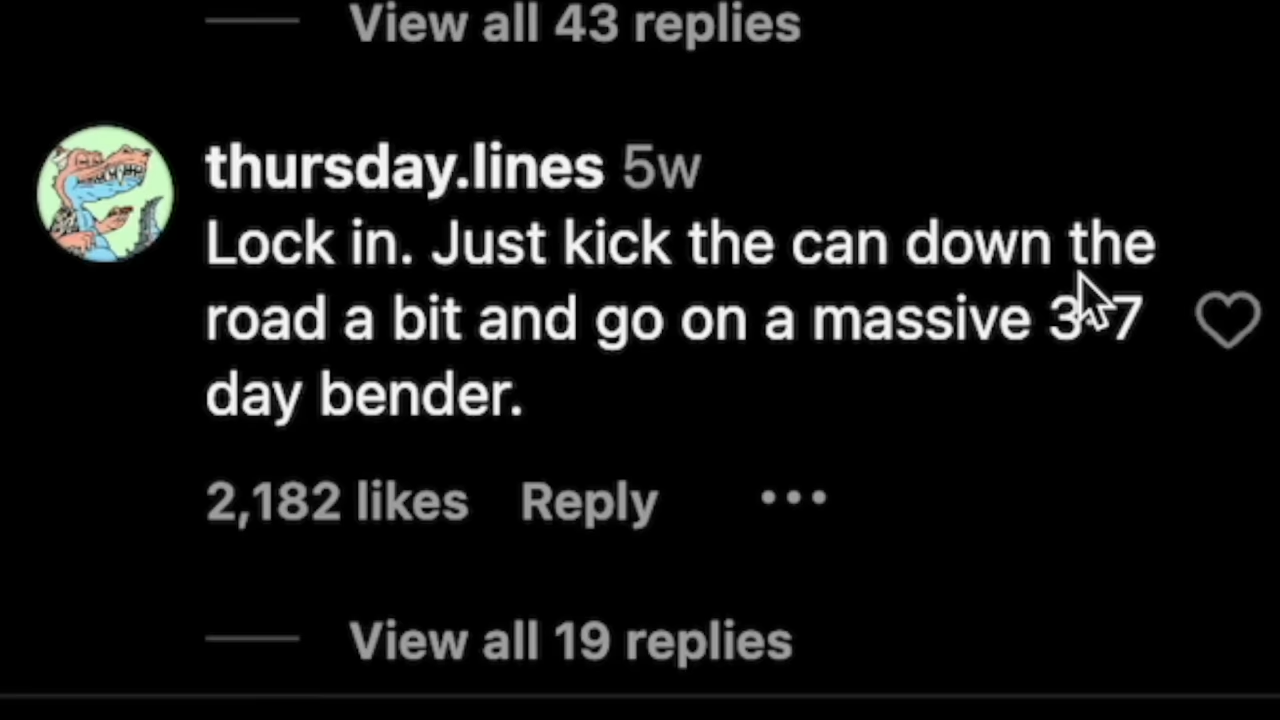 View all 43 replies
thursday.lines 5w
Lock in. Just kick the can down the
road a bit and go on a massive 3-7
day bender.
2,182 likes Reply ...
View all 19 replies